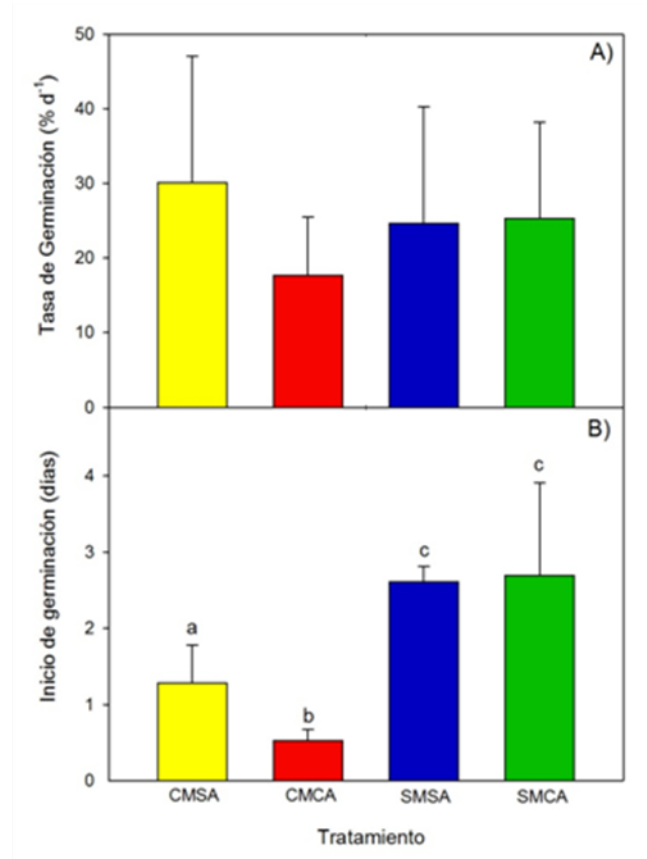 A)
Tasa de Germinación (% d⁻¹)
50
40
30
20
10
0
B)
Inicio de germinación (días)
4
3
2
1
0
a
b
c
c
CMSA
CMCA
SMSA
SMCA
Tratamiento